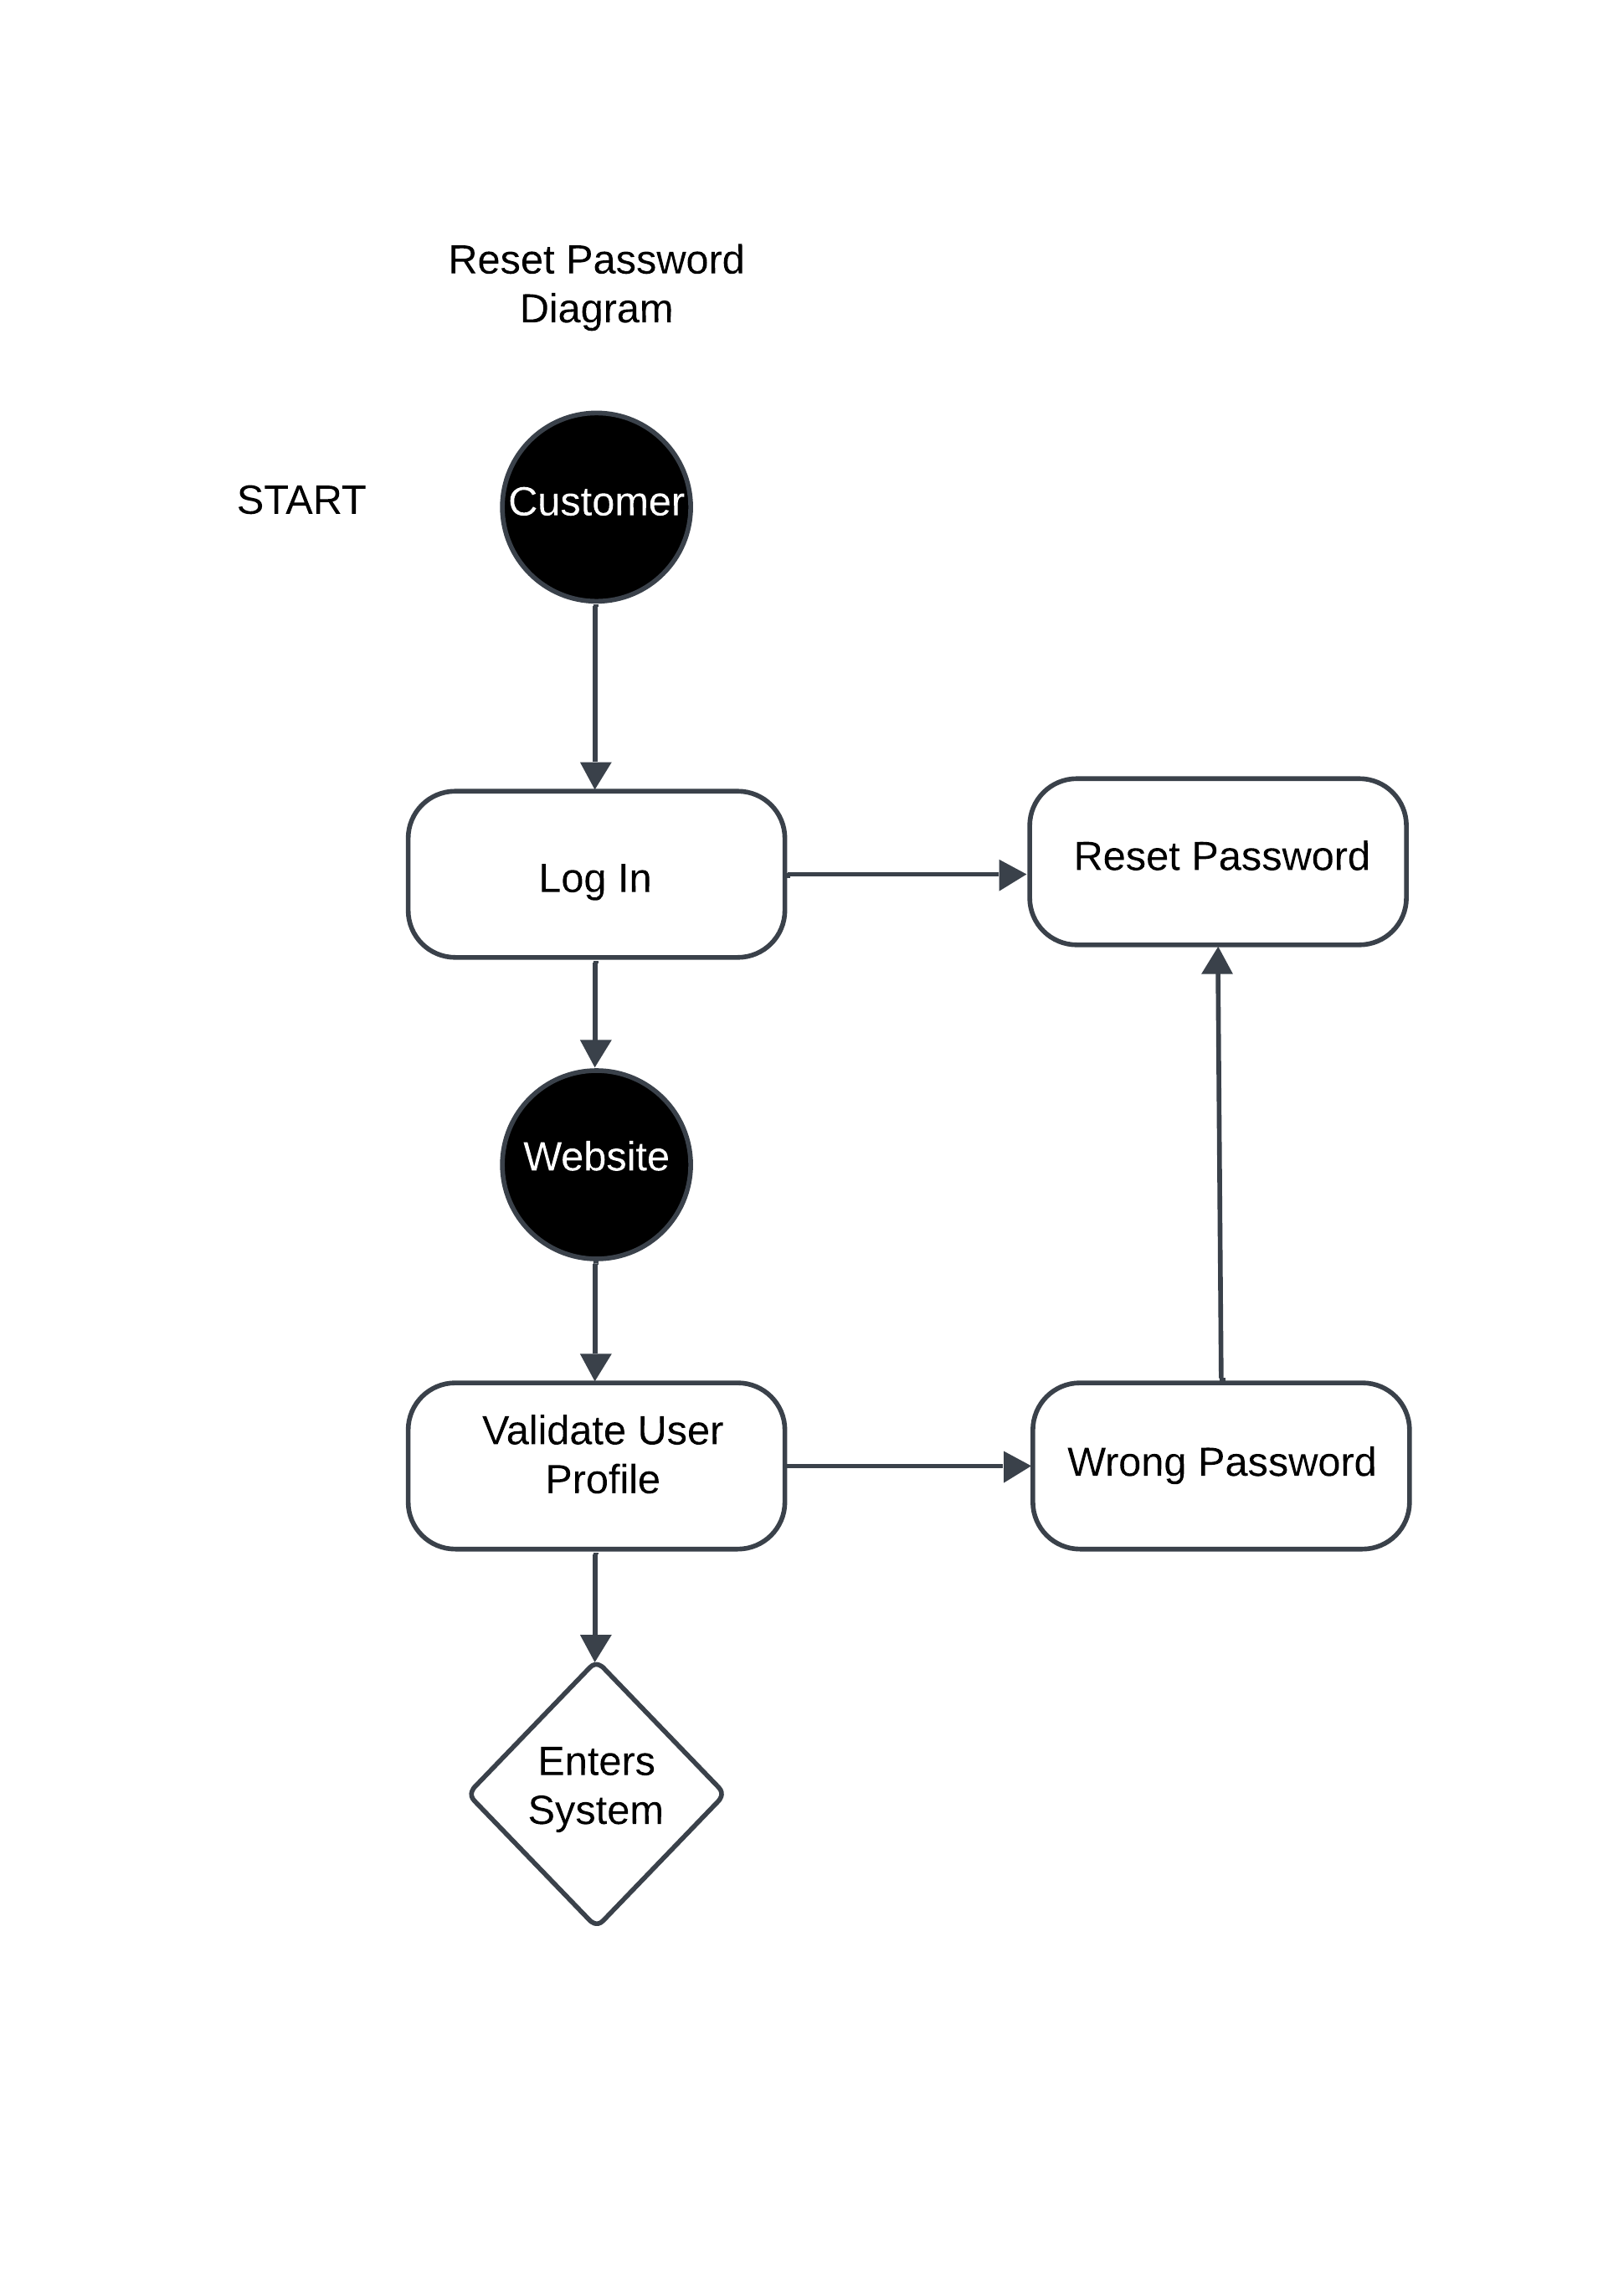 Reset Password
Diagram
START
Customer
Log In
Reset Password
Website
Validate User
Profile
Wrong Password
Enters
System